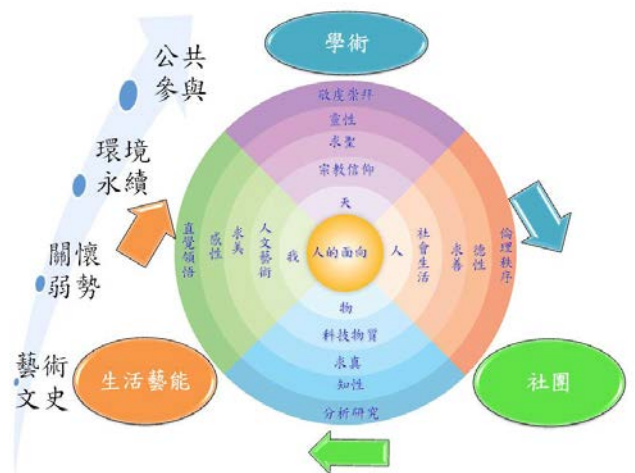 學術
公共
參與
環境
永續
關懷
弱勢
藝術
文史
敬虔崇拜
靈性
求聖
宗教信仰
天
直覺領悟
感性
求美
人文藝術
我
人的面向
人
社會生活
求善
德性
倫理秩序
物
科技物質
求真
知性
分析研究
生活藝能
社團